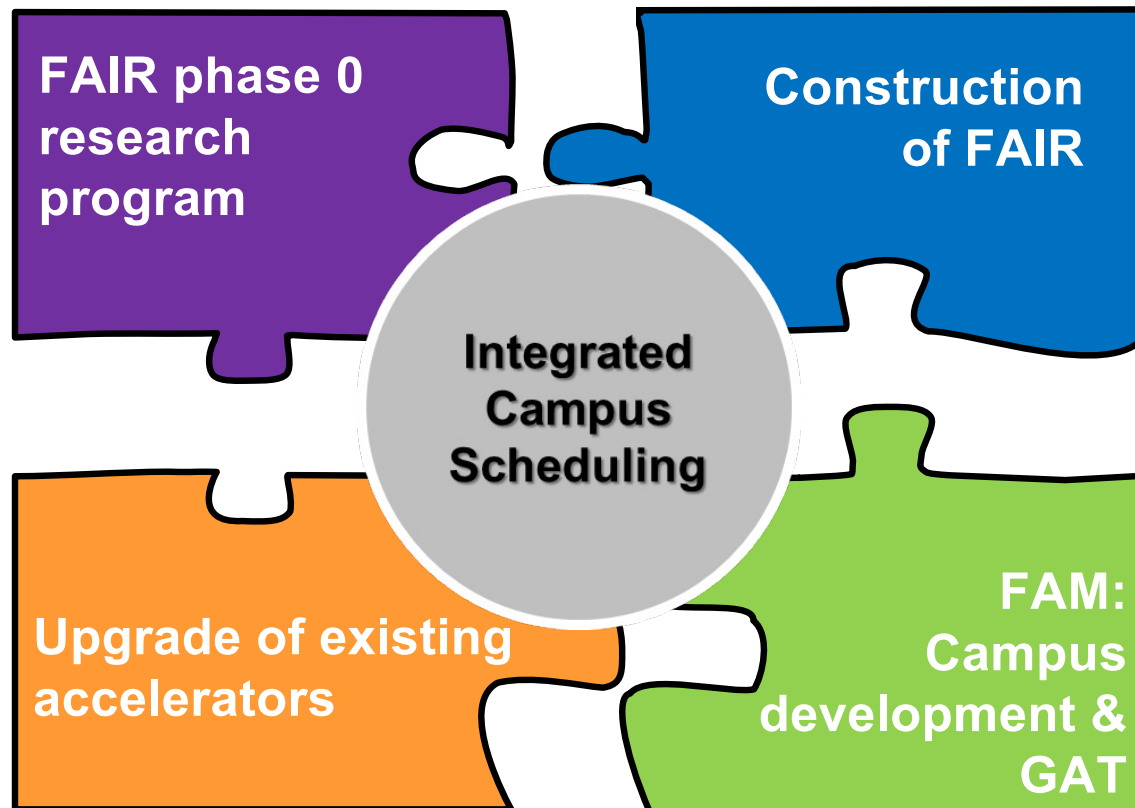 FAIR phase 0
research
program
Construction
of FAIR
Integrated
Campus
Scheduling
Upgrade of existing
accelerators
FAM:
Campus
development &
GAT